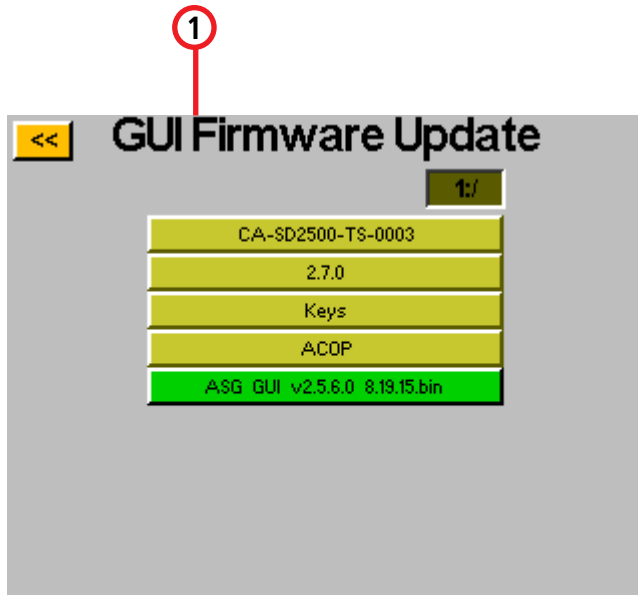 1
<< GUI Firmware Update
1:/
CA-SD2500-TS-0003
2.7.0
Keys
ACOP
ASG GUI v2.5.6.0 8.19.15.bin